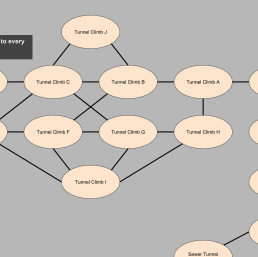 Tunnel Climb J
to every
Tunnel Climb C
Tunnel Climb B
Tunnel Climb A
Tunnel Climb F
Tunnel Climb G
Tunnel Climb H
Tunnel Climb I
Sewer Tunnel